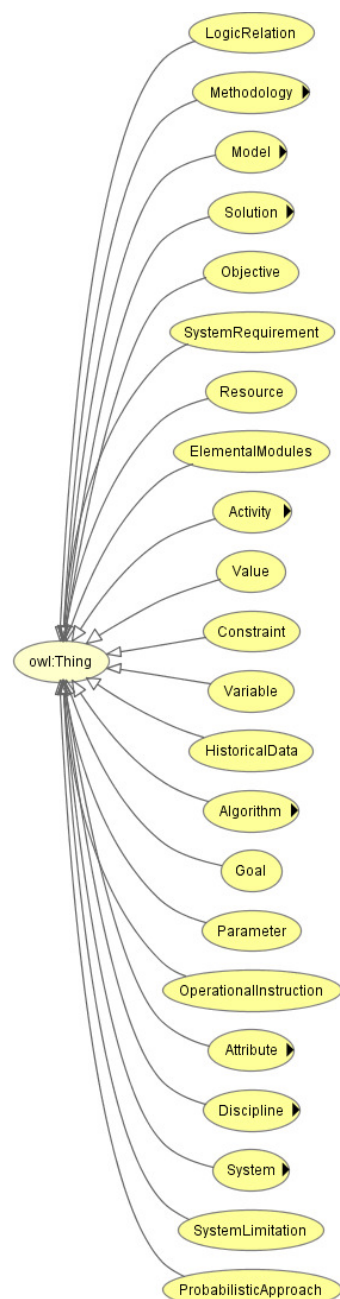 LogicRelation
Methodology
Model
Solution
Objective
SystemRequirement
Resource
ElementalModules
Activity
Value
Constraint
owl:Thing
Variable
HistoricalData
Algorithm
Goal
Parameter
OperationalInstruction
Attribute
Discipline
System
SystemLimitation
ProbabilisticApproach